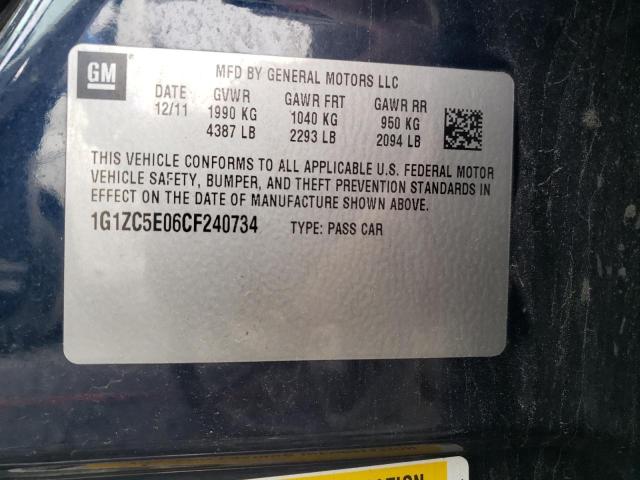 GM
MFD BY GENERAL MOTORS LLC
DATE GVWR GAWR FRT GAWR RR
12/11 1990 KG 1040 KG 950 KG
4387 LB 2293 LB 2094 LB
THIS VEHICLE CONFORMS TO ALL APPLICABLE U.S. FEDERAL MOTOR
VEHICLE SAFETY, BUMPER, AND THEFT PREVENTION STANDARDS IN
EFFECT ON THE DATE OF MANUFACTURE SHOWN ABOVE.
1G1ZC5E06CF240734 TYPE: PASS CAR